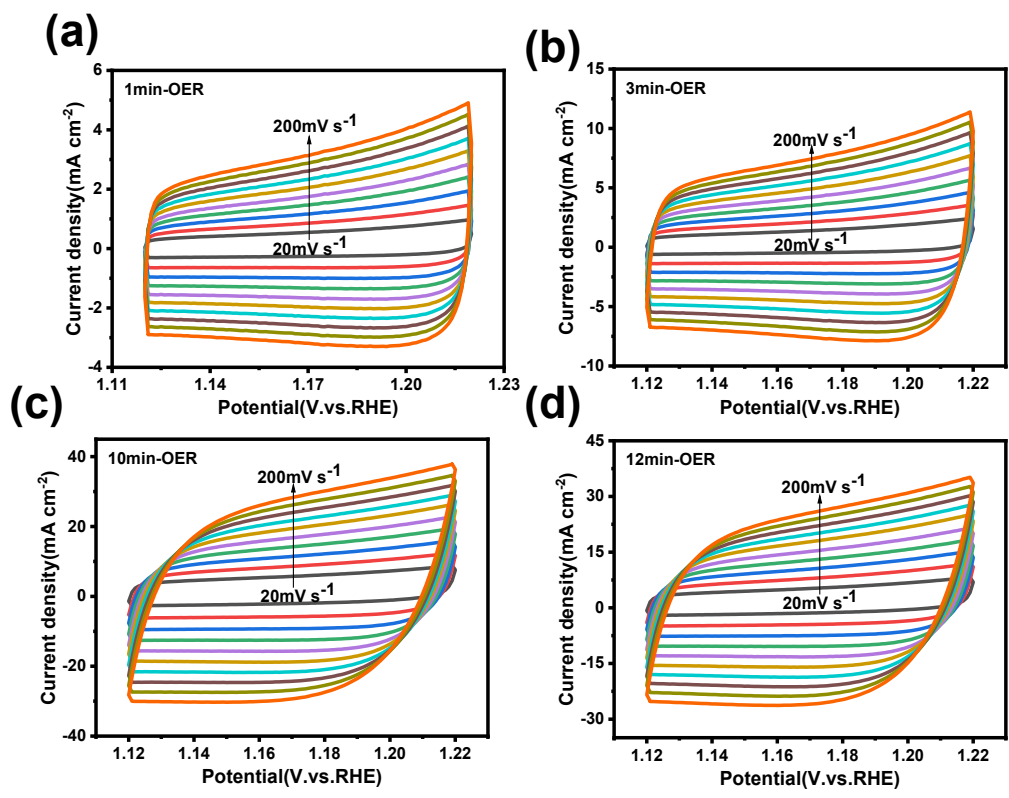 (a)
1min-OER
200mV s-1
20mV s-1
6
4
2
0
-2
-4
1.11 1.14 1.17 1.20 1.23
Current density(mA cm-2)
Potential(V.vs.RHE)
(b)
3min-OER
200mV s-1
20mV s-1
15
10
5
0
-5
-10
1.12 1.14 1.16 1.18 1.20 1.22
Current density(mA cm-2)
Potential(V.vs.RHE)
(c)
10min-OER
200mV s-1
20mV s-1
40
20
0
-20
-40
1.12 1.14 1.16 1.18 1.20 1.22
Current density(mA cm-2)
Potential(V.vs.RHE)
(d)
12min-OER
200mV s-1
20mV s-1
45
30
15
0
-15
-30
1.12 1.14 1.16 1.18 1.20 1.22
Current density(mA cm-2)
Potential(V.vs.RHE)